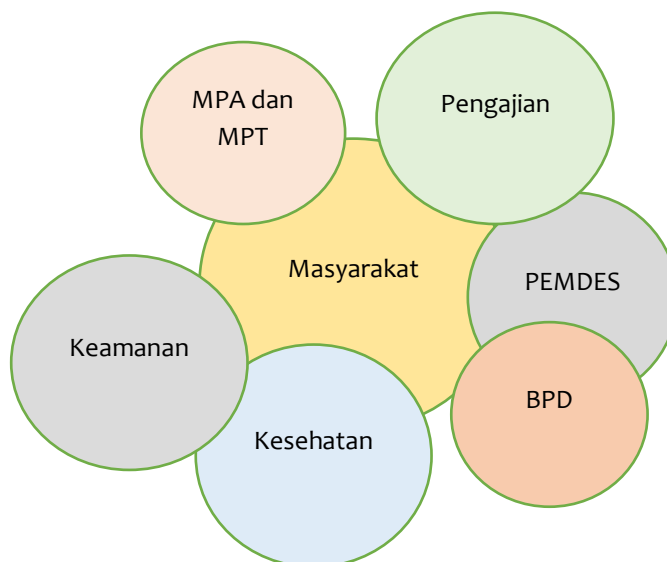 MPA dan
MPT
Pengajian
Masyarakat
PEMDES
Keamanan
BPD
Kesehatan